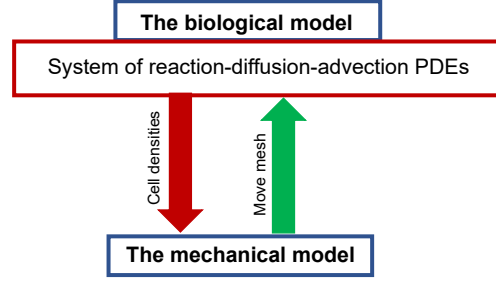 The biological model
System of reaction-diffusion-advection PDEs
Cell densities
Move mesh
The mechanical model